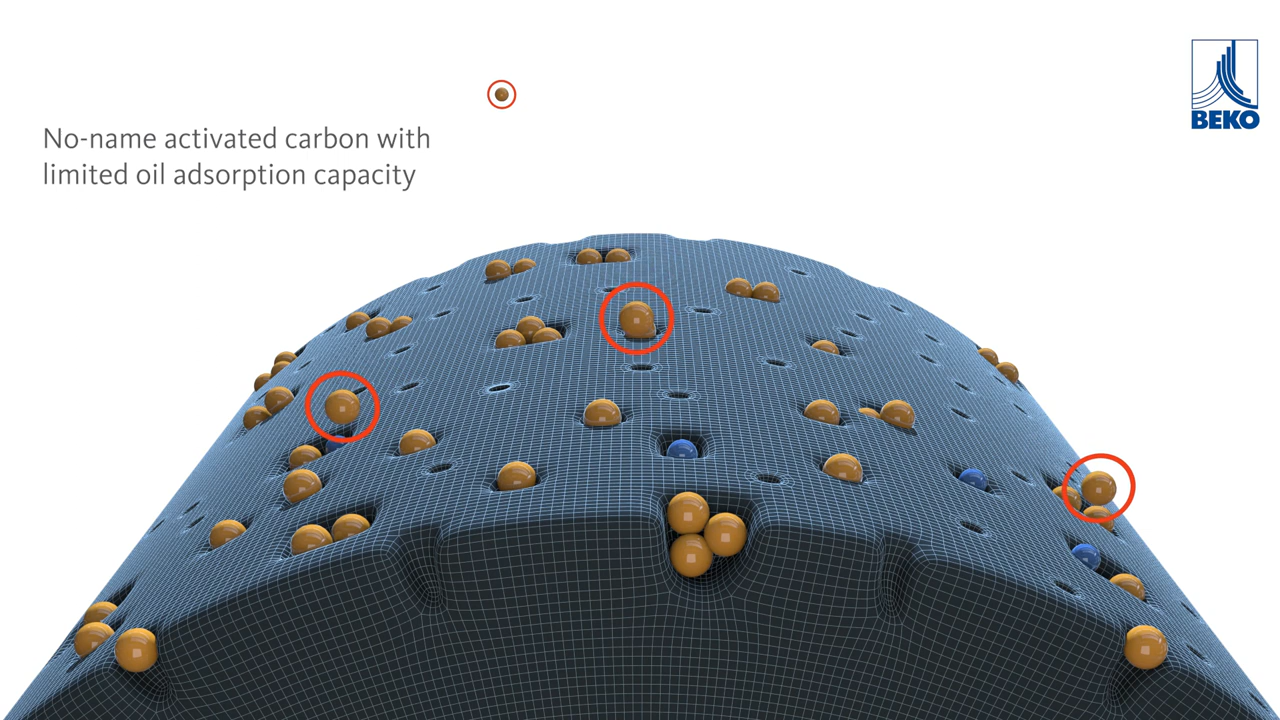 No-name activated carbon with
limited oil adsorption capacity
BEKO